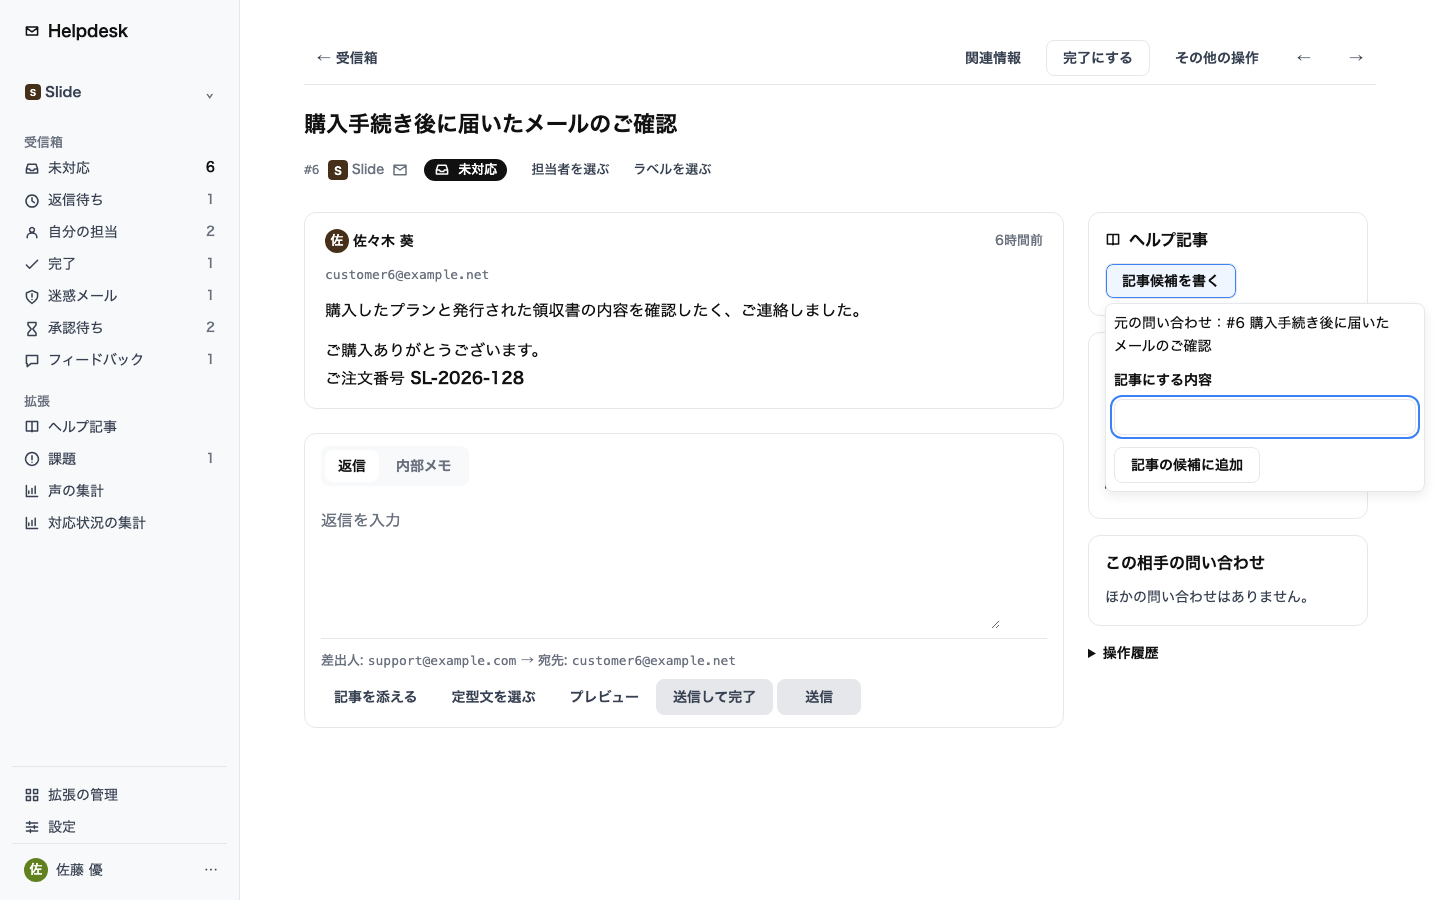 Helpdesk
S Slide
受信箱
未対応 6
返信待ち 1
自分の担当 2
完了 1
迷惑メール 1
承認待ち 2
フィードバック 1
拡張
ヘルプ記事
課題 1
声の集計
対応状況の集計
拡張の管理
設定
佐 佐藤 優 …
← 受信箱
関連情報 完了にする その他の操作 ← →
購入手続き後に届いたメールのご確認
#6 S Slide 未対応 担当者を選ぶ ラベルを選ぶ
佐 佐々木 葵 6時間前
customer6@example.net
購入したプランと発行された領収書の内容を確認したく、ご連絡しました。
ご購入ありがとうございます。
ご注文番号 SL-2026-128
返信 内部メモ
返信を入力
差出人: support@example.com → 宛先: customer6@example.net
記事を添える 定型文を選ぶ プレビュー 送信して完了 送信
ヘルプ記事
記事候補を書く
元の問い合わせ：#6 購入手続き後に届いた
メールのご確認
記事にする内容
記事の候補に追加
この相手の問い合わせ
ほかの問い合わせはありません。
▶ 操作履歴